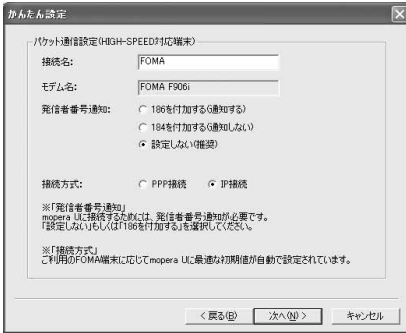 かんたん設定
パケット通信設定(HIGH-SPEED対応端末)
接続名: FOMA
モデム名: FOMA F906i
発信者番号通知: 186を付加する(通知する)
184を付加する(通知しない)
設定しない(推奨)
接続方式: PPP接続 IP接続
※「発信者番号通知」
mopera Uに接続するためには、発信者番号通知が必要です。
「設定しない」もしくは「186を付加する」を選択してください。
※「接続方式」
ご利用のFOMA端末に応じてmopera Uに最適な初期値が自動で設定されています。
< 戻る(B) 次へ(N) > キャンセル